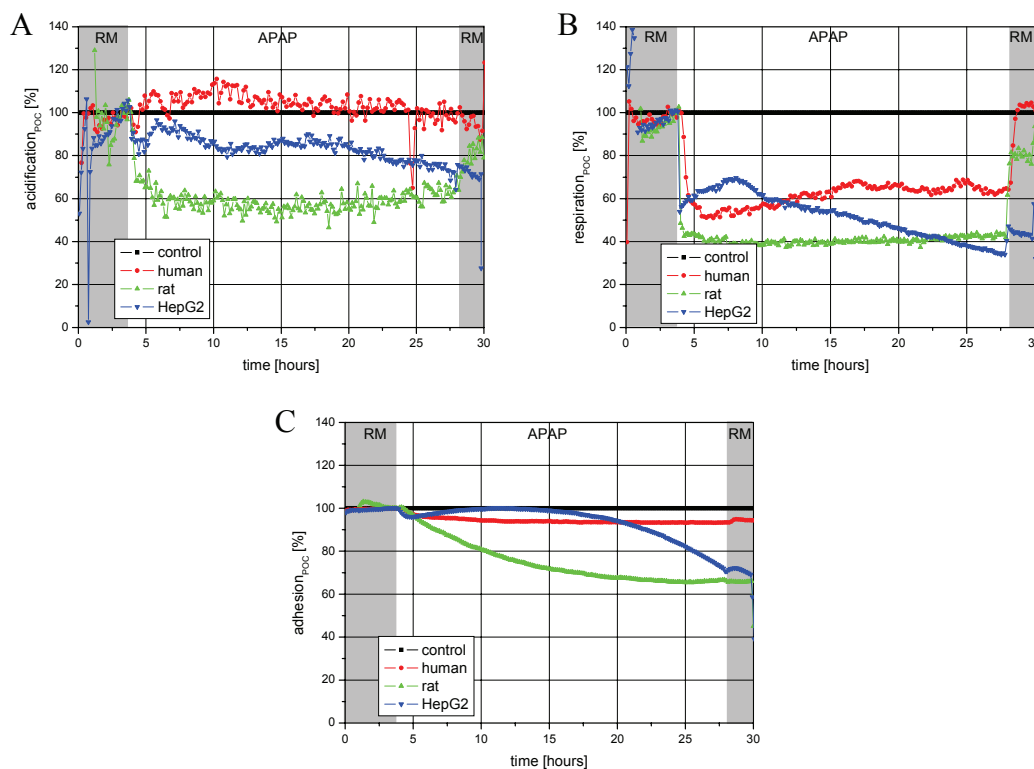 A
RM APAP RM
140
120
100
80
60
40
20
0
acidification_POC [%]
control
human
rat
HepG2
0 5 10 15 20 25 30
time [hours]
B
RM APAP RM
140
120
100
80
60
40
20
0
respiration_POC [%]
control
human
rat
HepG2
0 5 10 15 20 25 30
time [hours]
C
RM APAP RM
140
120
100
80
60
40
20
0
adhesion_POC [%]
control
human
rat
HepG2
0 5 10 15 20 25 30
time [hours]